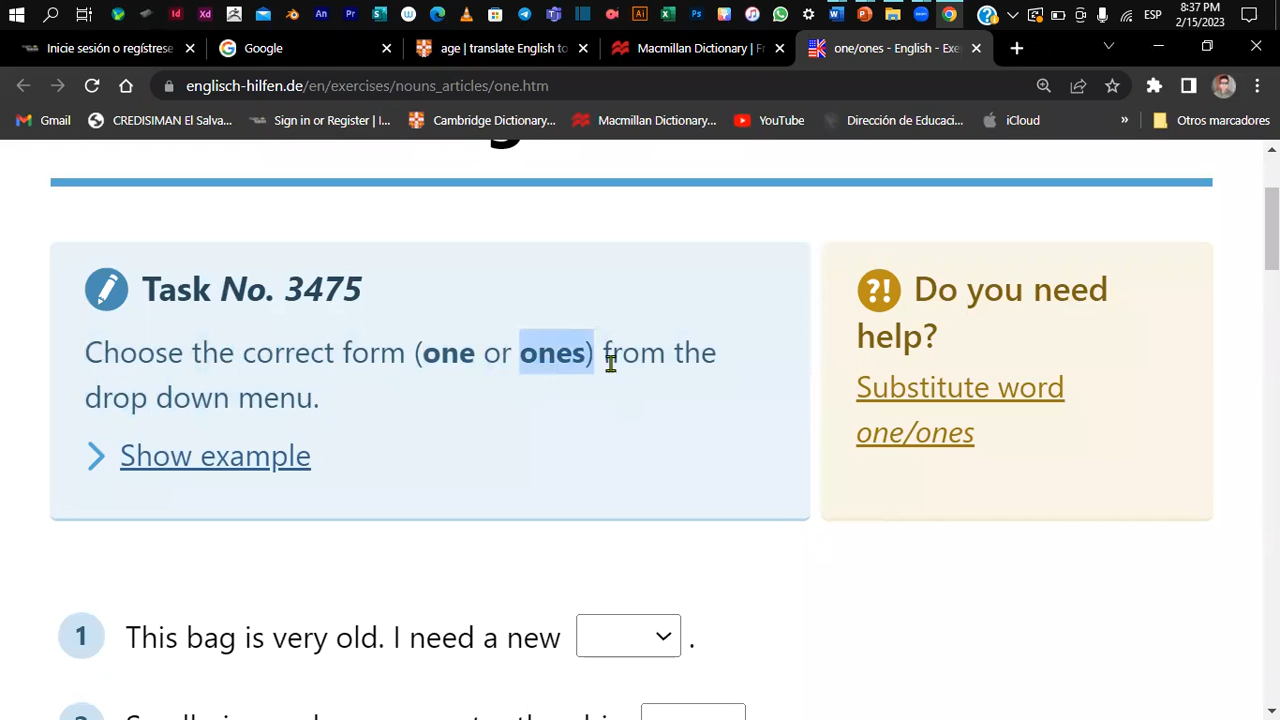 8:37 PM
ESP
2/15/2023
Inicie sesión o regístrese
Google
age | translate English to
Macmillan Dictionary | Fr
one/ones - English - Exe
englisch-hilfen.de/en/exercises/nouns_articles/one.htm
Gmail
CREDISIMAN El Salva...
Sign in or Register | I...
Cambridge Dictionary...
Macmillan Dictionary...
YouTube
Dirección de Educaci...
iCloud
»
Otros marcadores
Task No. 3475
Choose the correct form (one or ones) from the
drop down menu.
Show example
?! Do you need
help?
Substitute word
one/ones
1 This bag is very old. I need a new .